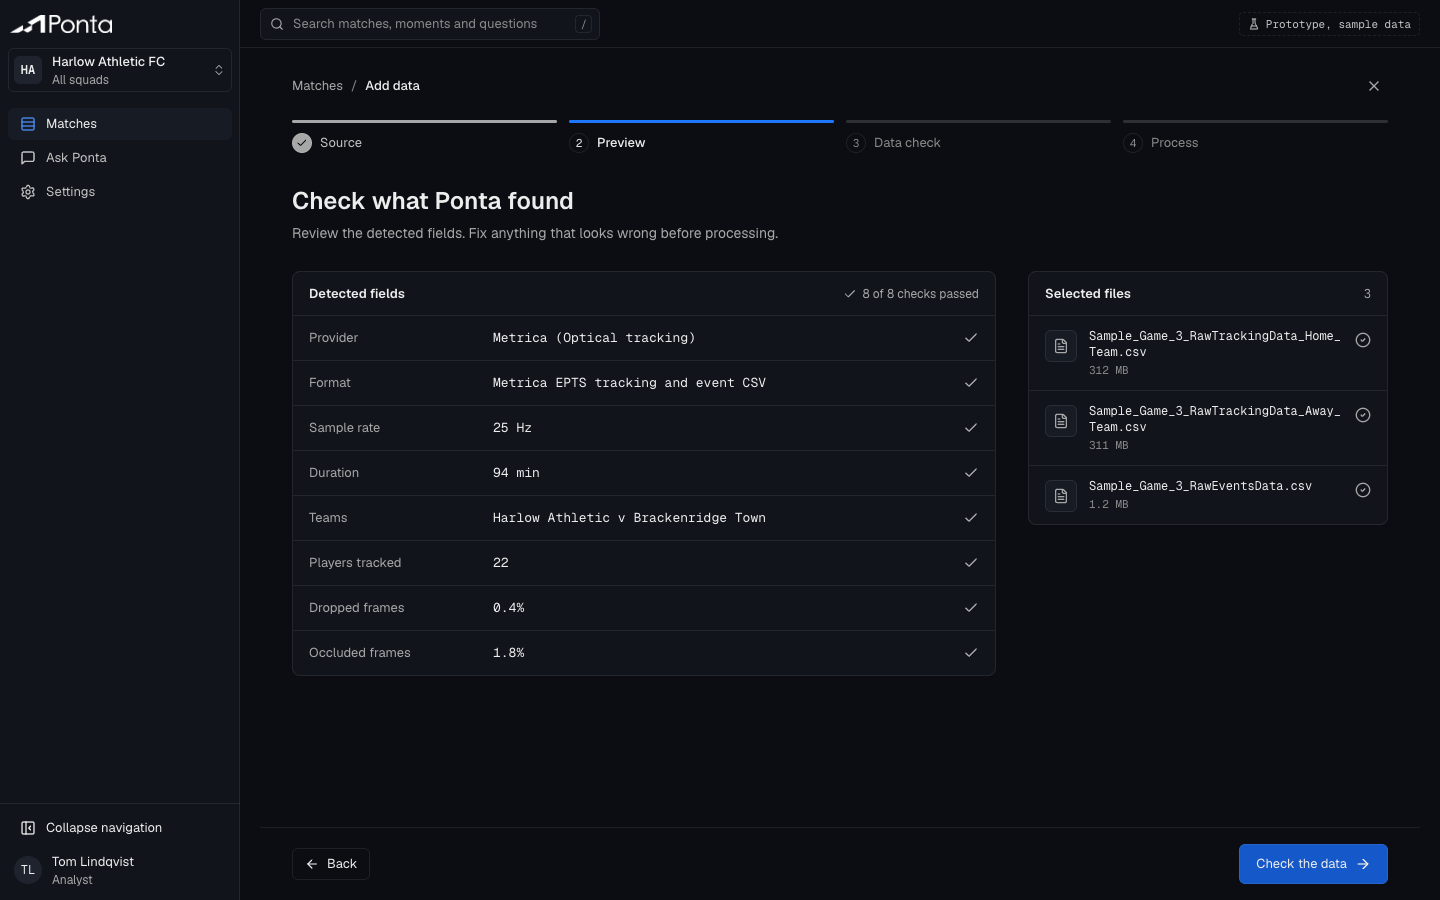 Ponta
Search matches, moments and questions
/
Prototype, sample data
HA
Harlow Athletic FC
All squads
Matches
Ask Ponta
Settings
Matches / Add data
Source
2 Preview
3 Data check
4 Process
Check what Ponta found
Review the detected fields. Fix anything that looks wrong before processing.
Detected fields
8 of 8 checks passed
Provider
Metrica (Optical tracking)
Format
Metrica EPTS tracking and event CSV
Sample rate
25 Hz
Duration
94 min
Teams
Harlow Athletic v Brackenridge Town
Players tracked
22
Dropped frames
0.4%
Occluded frames
1.8%
Selected files
3
Sample_Game_3_RawTrackingData_Home_
Team.csv
312 MB
Sample_Game_3_RawTrackingData_Away_
Team.csv
311 MB
Sample_Game_3_RawEventsData.csv
1.2 MB
Collapse navigation
TL
Tom Lindqvist
Analyst
Back
Check the data